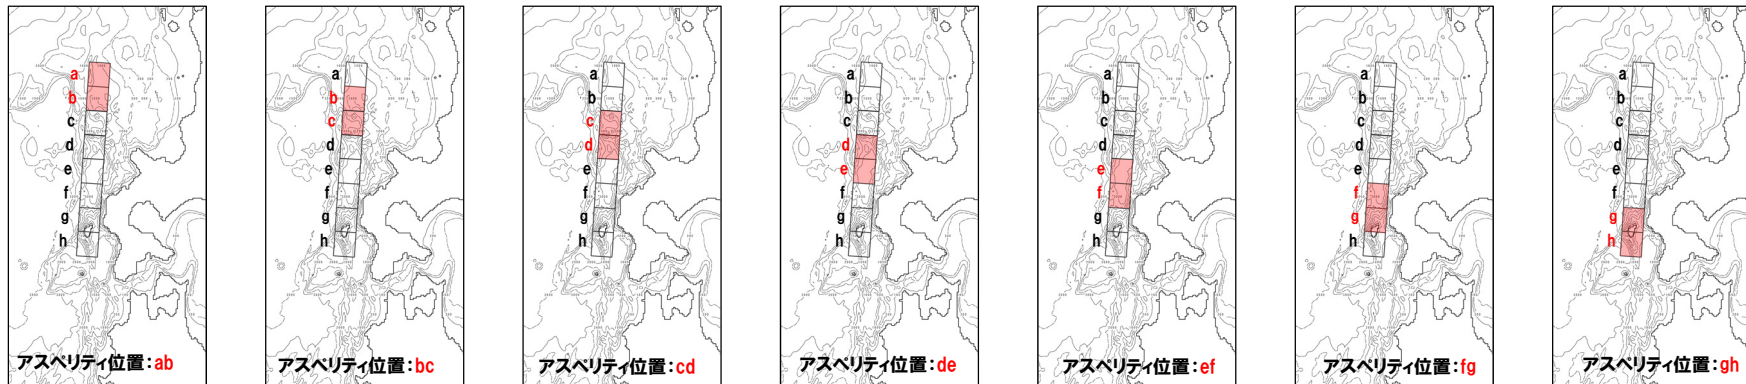 a
b
c
d
e
f
g
h
アスペリティ位置:ab
a
b
c
d
e
f
g
h
アスペリティ位置:bc
a
b
c
d
e
f
g
h
アスペリティ位置:cd
a
b
c
d
e
f
g
h
アスペリティ位置:de
a
b
c
d
e
f
g
h
アスペリティ位置:ef
a
b
c
d
e
f
g
h
アスペリティ位置:fg
a
b
c
d
e
f
g
h
アスペリティ位置:gh